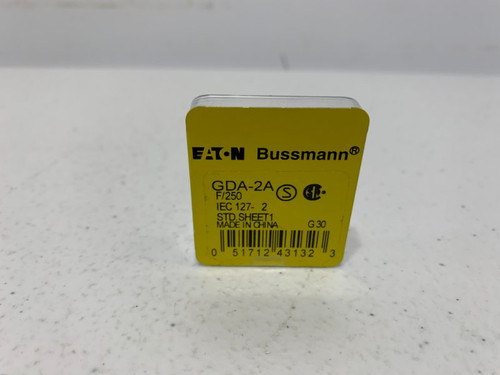 EATON Bussmann®
GDA-2A
F/250
IEC 127- 2
STD SHEET1
MADE IN CHINA G30
0 51712 43132 3